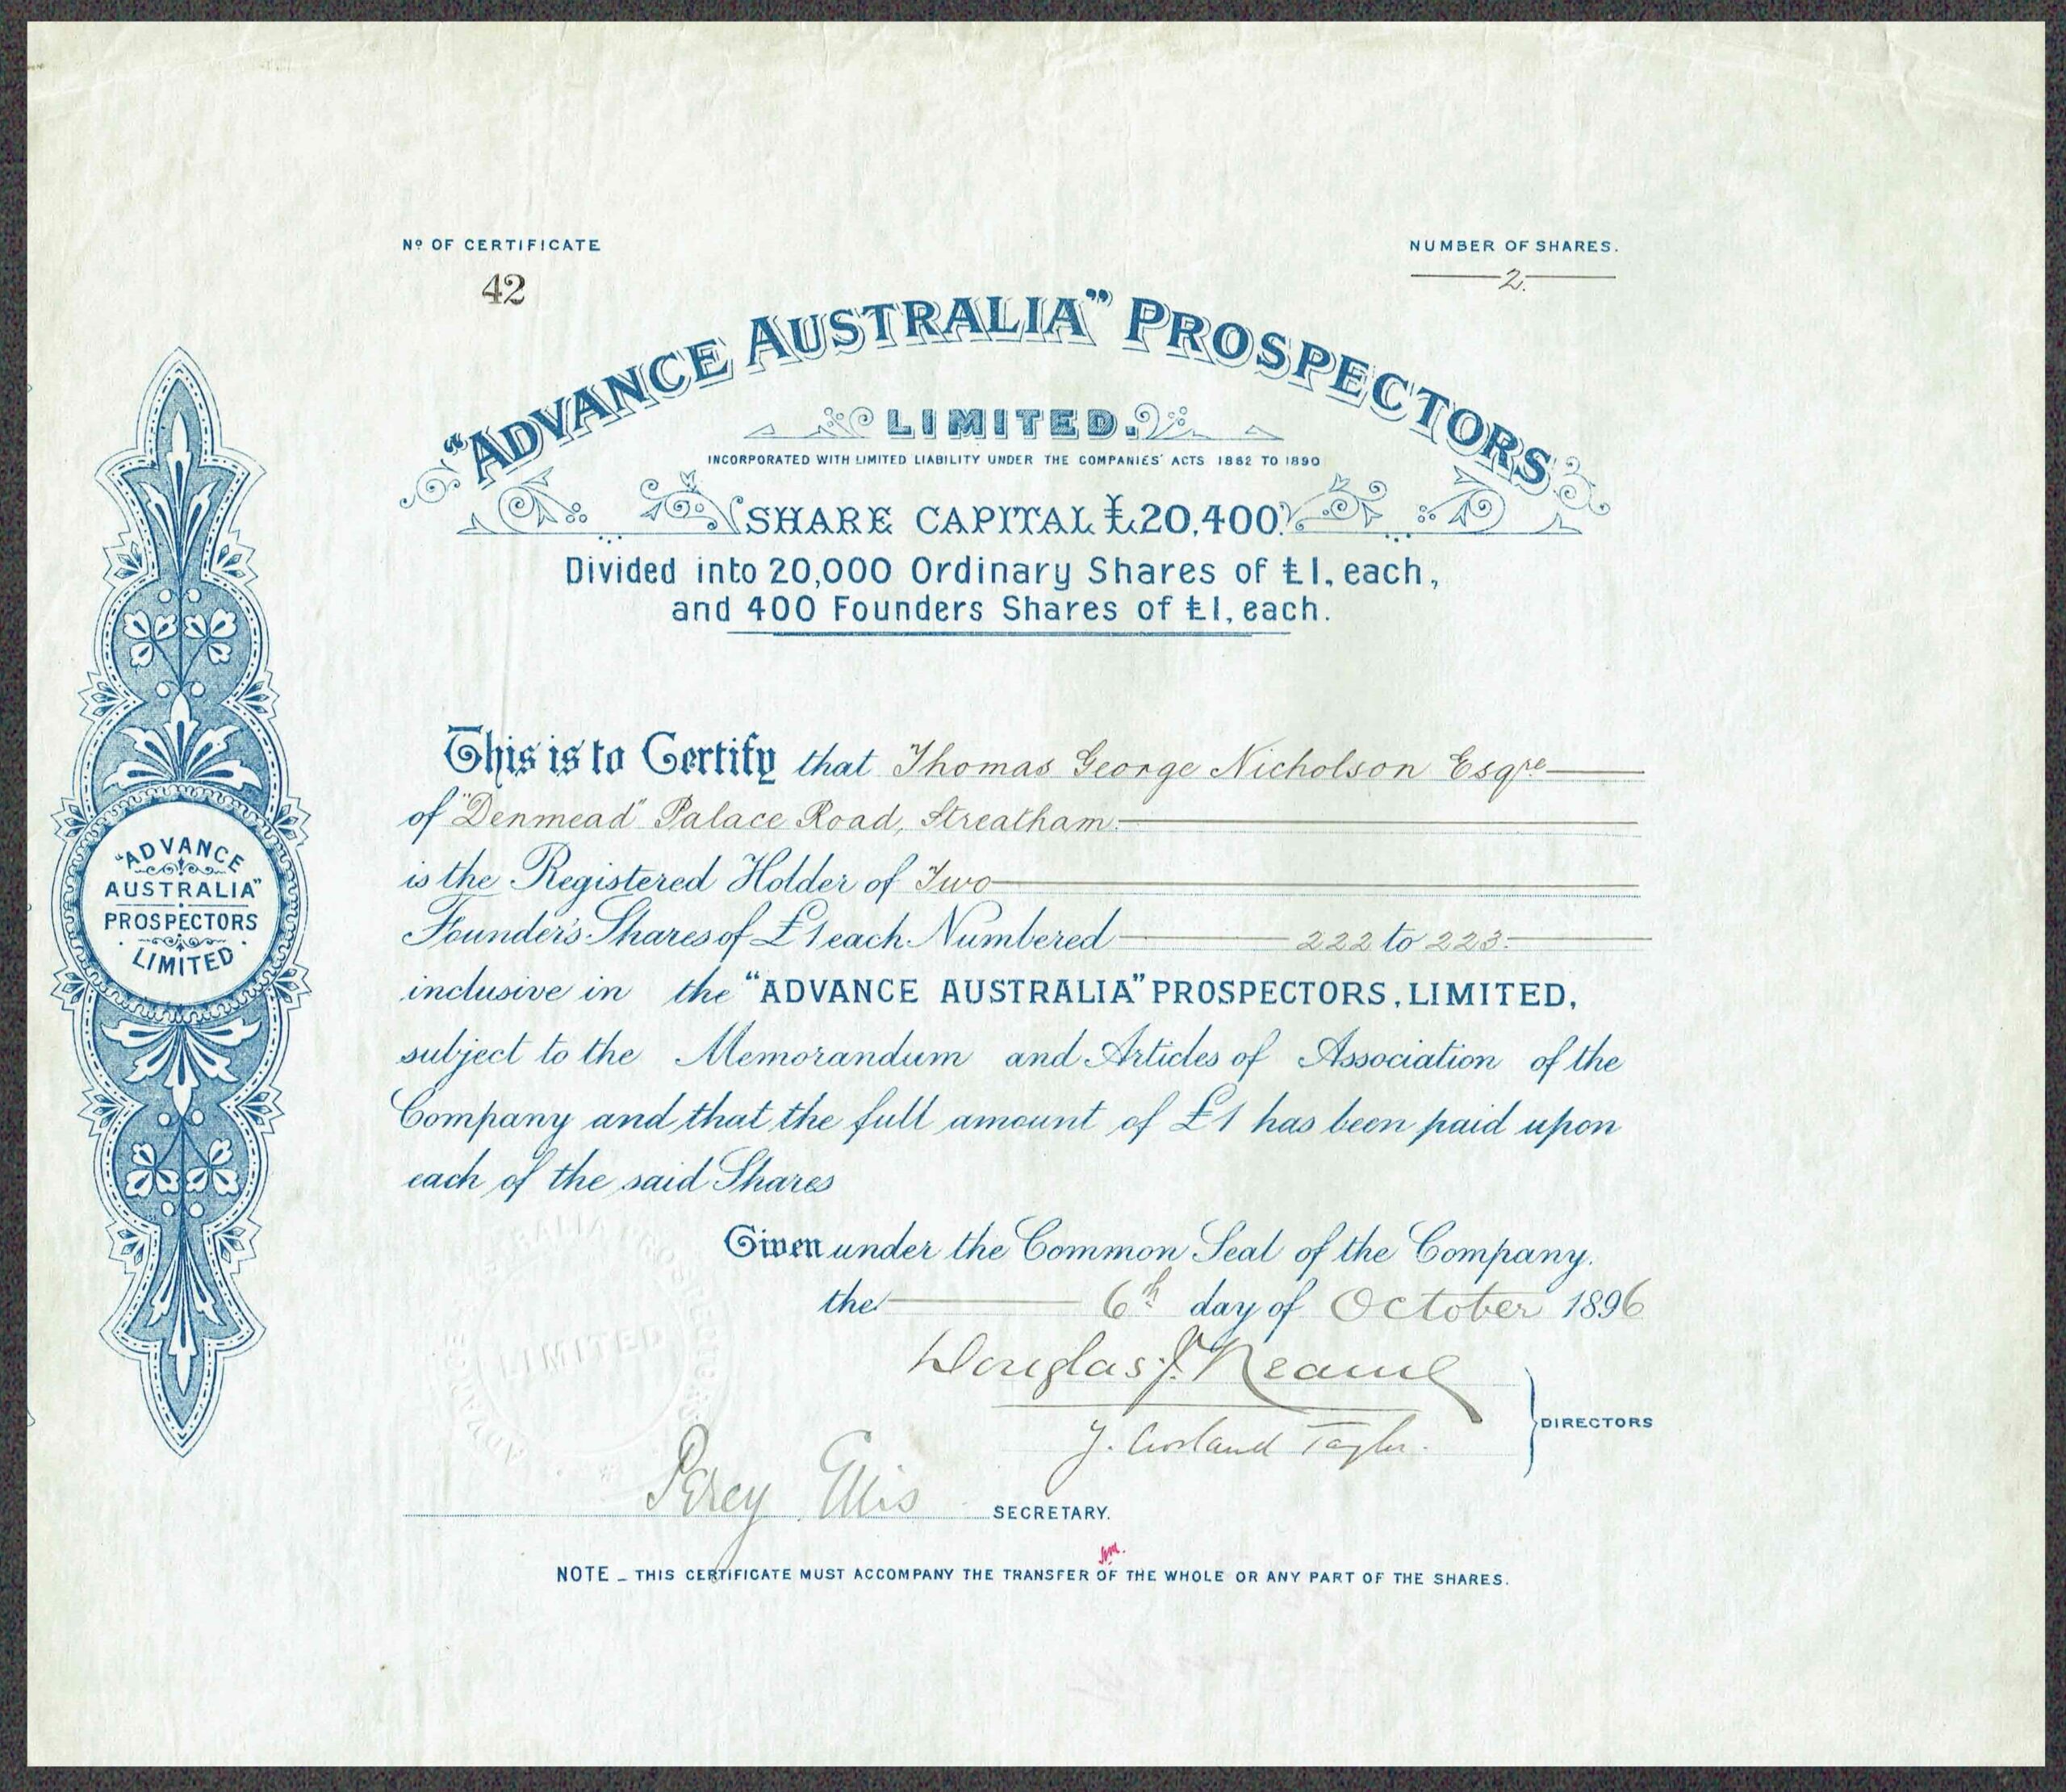 Nº OF CERTIFICATE
42
NUMBER OF SHARES.
2.
"ADVANCE AUSTRALIA" PROSPECTORS
LIMITED.
INCORPORATED WITH LIMITED LIABILITY UNDER THE COMPANIES' ACTS 1862 TO 1890
SHARE CAPITAL £20,400.
Divided into 20,000 Ordinary Shares of £1, each,
and 400 Founders Shares of £1, each.
This is to Certify that Thomas George Nicholson Esqre
of "Denmead" Palace Road, Streatham.
is the Registered Holder of Two
Founder's Shares of £1 each Numbered 222 to 223.
inclusive in the "ADVANCE AUSTRALIA" PROSPECTORS, LIMITED,
subject to the Memorandum and Articles of Association of the
Company and that the full amount of £1 has been paid upon
each of the said Shares
Given under the Common Seal of the Company.
the 6th day of October 1896
Douglas J. Neame
Taylor.
DIRECTORS
Percy Ellis
SECRETARY.
NOTE _ THIS CERTIFICATE MUST ACCOMPANY THE TRANSFER OF THE WHOLE OR ANY PART OF THE SHARES.
"ADVANCE
AUSTRALIA"
PROSPECTORS
LIMITED
ADVANCE AUSTRALIA PROSPECTORS
LIMITED